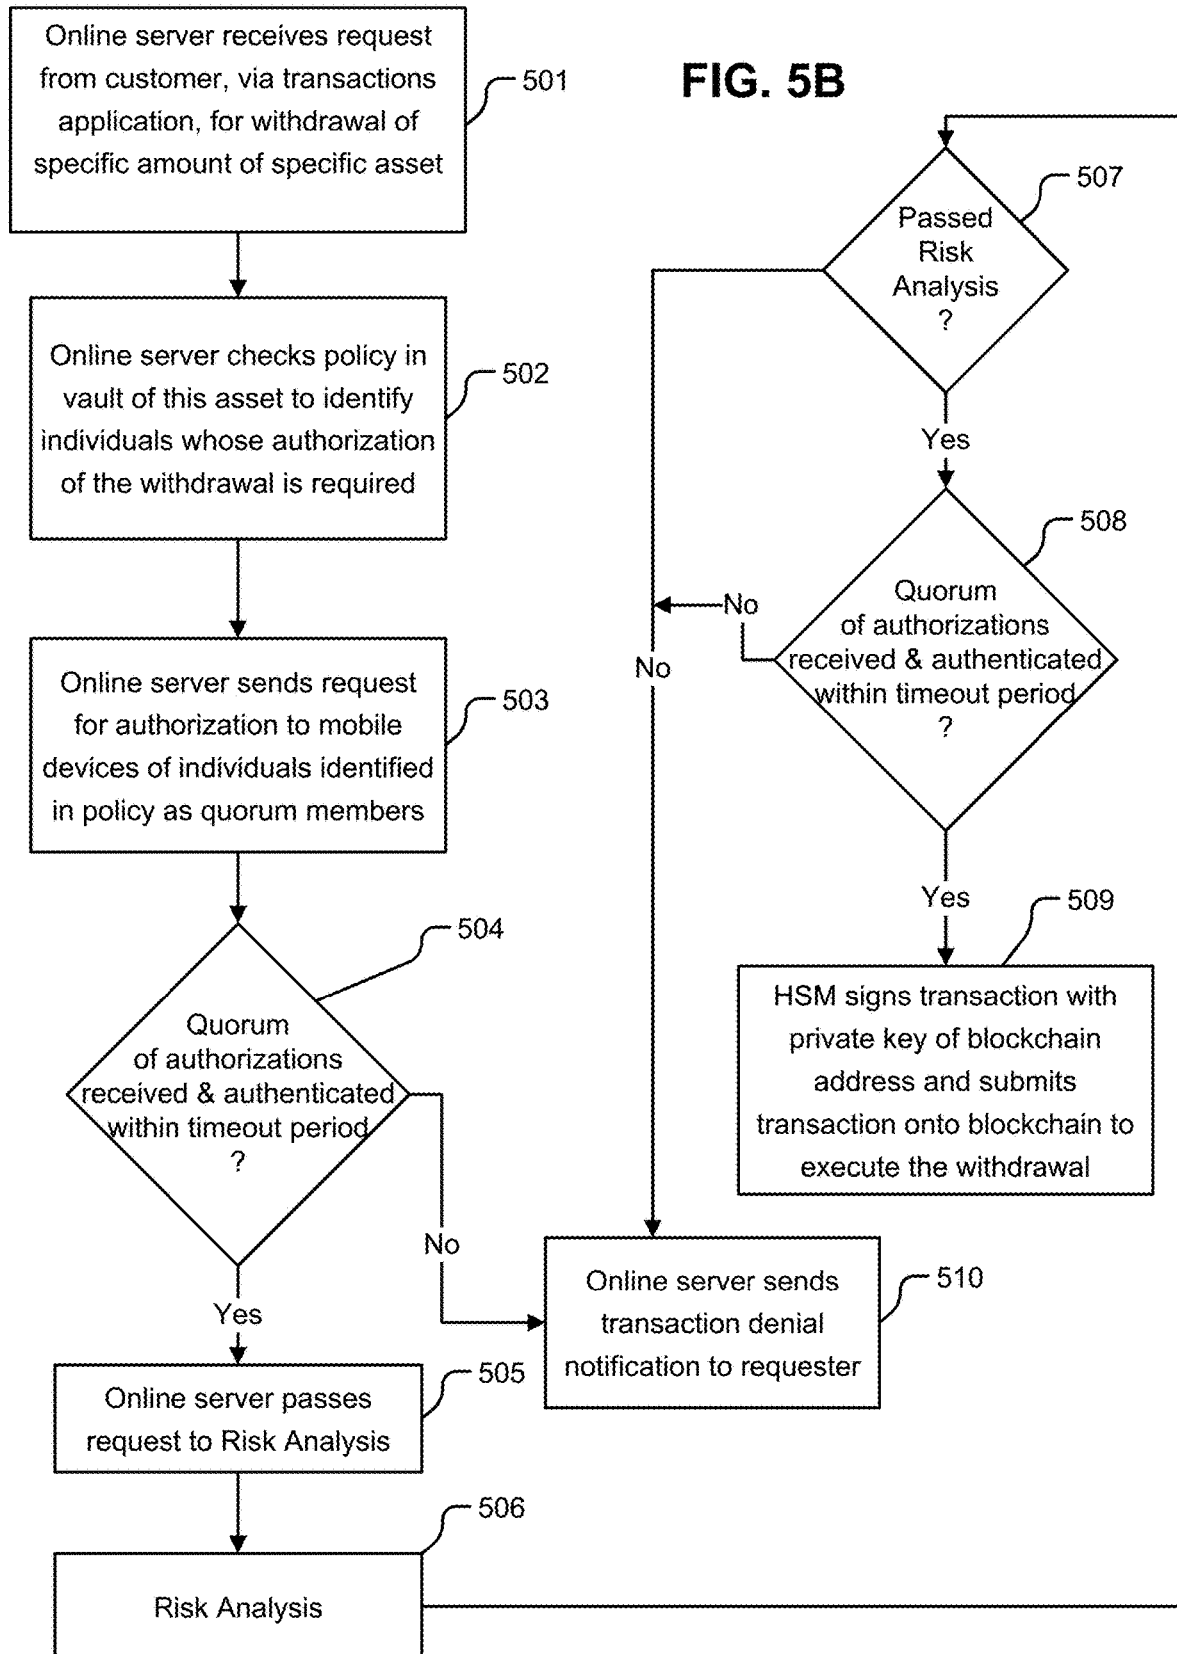 Online server receives request
from customer, via transactions
application, for withdrawal of
specific amount of specific asset
501
FIG. 5B
Online server checks policy in
vault of this asset to identify
individuals whose authorization
of the withdrawal is required
502
Online server sends request
for authorization to mobile
devices of individuals identified
in policy as quorum members
503
Quorum
of authorizations
received & authenticated
within timeout period
?
504
No
Yes
Online server passes
request to Risk Analysis
505
Risk Analysis
506
Passed
Risk
Analysis
?
507
No
Yes
Quorum
of authorizations
received & authenticated
within timeout period
?
508
No
Yes
HSM signs transaction with
private key of blockchain
address and submits
transaction onto blockchain to
execute the withdrawal
509
Online server sends
transaction denial
notification to requester
510